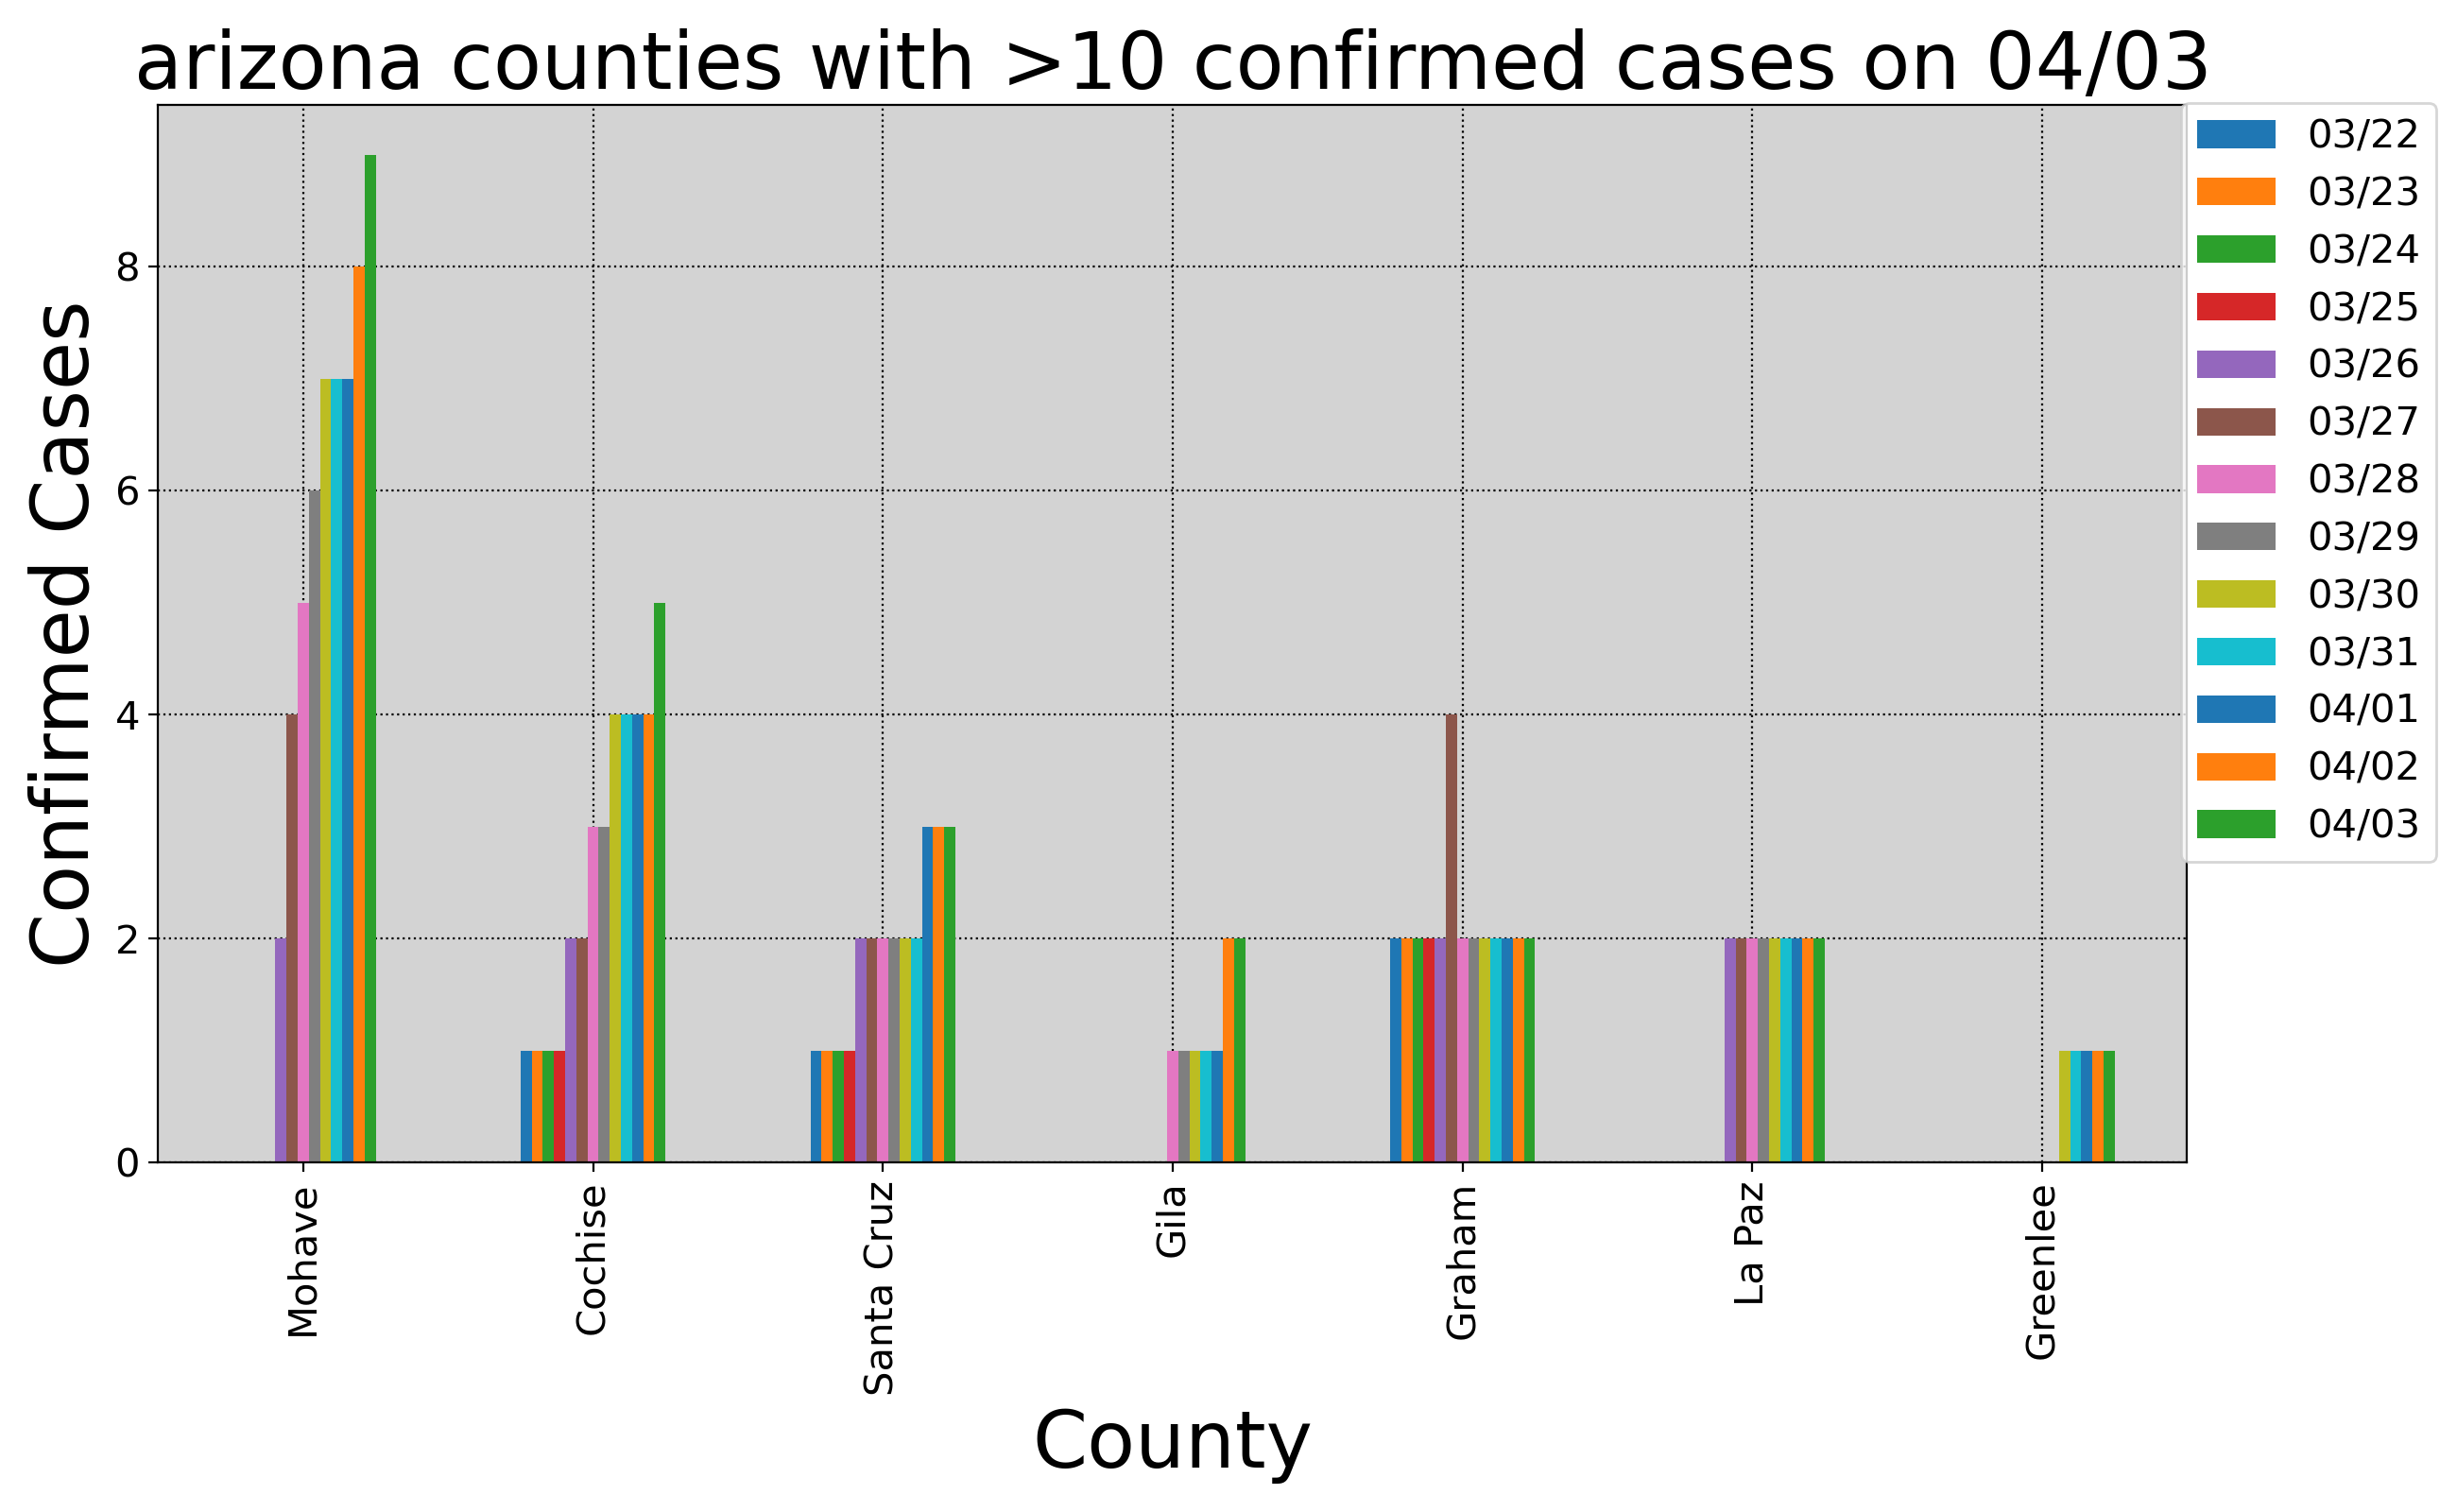 arizona counties with >10 confirmed cases on 04/03
Confirmed Cases
8
6
4
2
0
Mohave
Cochise
Santa Cruz
Gila
Graham
La Paz
Greenlee
County
03/22
03/23
03/24
03/25
03/26
03/27
03/28
03/29
03/30
03/31
04/01
04/02
04/03